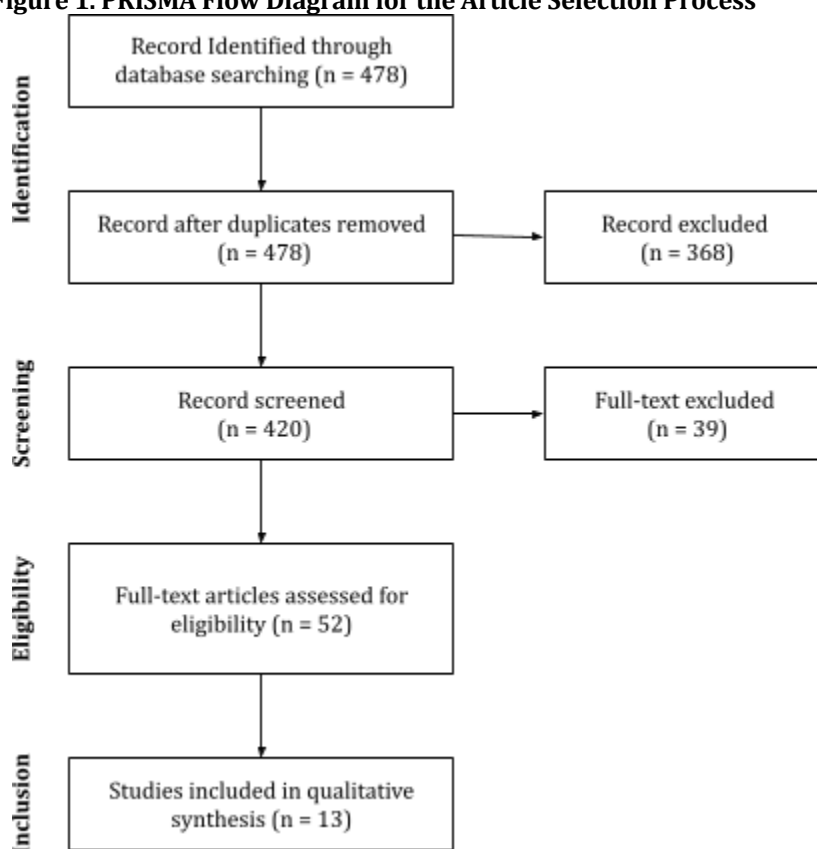 Figure 1. PRISMA Flow Diagram for the Article Selection Process
Identification
Record Identified through
database searching (n = 478)
Record after duplicates removed
(n = 478)
Record excluded
(n = 368)
Screening
Record screened
(n = 420)
Full-text excluded
(n = 39)
Eligibility
Full-text articles assessed for
eligibility (n = 52)
Inclusion
Studies included in qualitative
synthesis (n = 13)